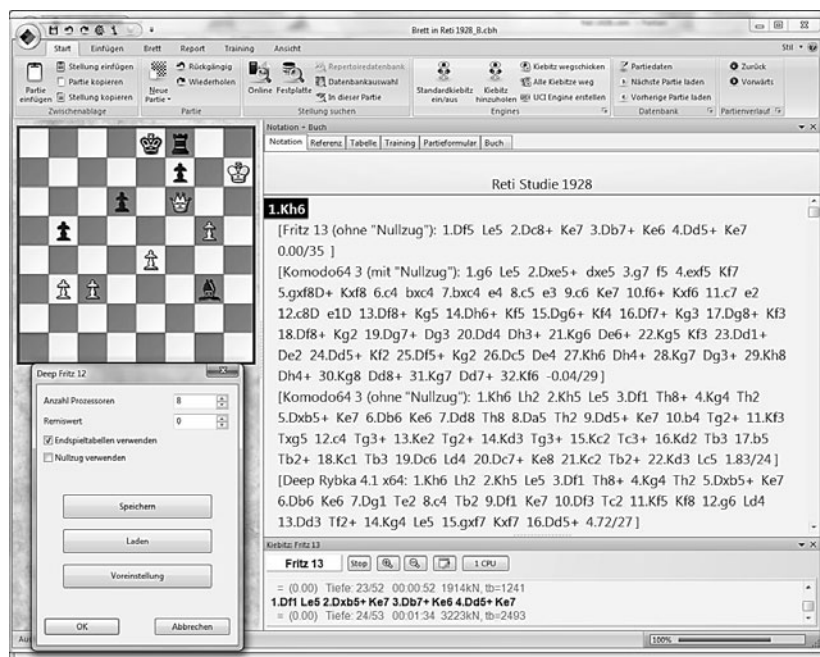 Brett in Reti 1928_B.cbh
Start Einfügen Brett Report Training Ansicht Stil
Partie einfügen
Stellung einfügen
Partie kopieren
Stellung kopieren
Zwischenablage
Neue Partie
Rückgängig
Wiederholen
Partie
Online Festplatte
Repertoiredatenbank
Datenbankauswahl
In dieser Partie
Stellung suchen
Standardkiebitz ein/aus
Kiebitz hinzuholen
Kiebitz wegschicken
Alle Kiebitze weg
UCI Engine erstellen
Engines
Partiedaten
Nächste Partie laden
Vorherige Partie laden
Datenbank
Zurück
Vorwärts
Partienverlauf
Notation + Buch
Notation Referenz Tabelle Training Partieformular Buch
Reti Studie 1928
1.Kh6
[Fritz 13 (ohne "Nullzug"): 1.Df5 Le5 2.Dc8+ Ke7 3.Db7+ Ke6 4.Dd5+ Ke7
0.00/35 ]
[Komodo64 3 (mit "Nullzug"): 1.g6 Le5 2.Dxe5+ dxe5 3.g7 f5 4.exf5 Kf7
5.gxf8D+ Kxf8 6.c4 bxc4 7.bxc4 e4 8.c5 e3 9.c6 Ke7 10.f6+ Kxf6 11.c7 e2
12.c8D e1D 13.Df8+ Kg5 14.Dh6+ Kf5 15.Dg6+ Kf4 16.Df7+ Kg3 17.Dg8+ Kf3
18.Df8+ Kg2 19.Dg7+ Dg3 20.Dd4 Dh3+ 21.Kg6 De6+ 22.Kg5 Kf3 23.Dd1+
De2 24.Dd5+ Kf2 25.Df5+ Kg2 26.Dc5 De4 27.Kh6 Dh4+ 28.Kg7 Dg3+ 29.Kh8
Dh4+ 30.Kg8 Dd8+ 31.Kg7 Dd7+ 32.Kf6 -0.04/29 ]
[Komodo64 3 (ohne "Nullzug"): 1.Kh6 Lh2 2.Kh5 Le5 3.Df1 Th8+ 4.Kg4 Th2
5.Dxb5+ Ke7 6.Db6 Ke6 7.Dd8 Th8 8.Da5 Th2 9.Dd5+ Ke7 10.b4 Tg2+ 11.Kf3
Txg5 12.c4 Tg3+ 13.Ke2 Tg2+ 14.Kd3 Tg3+ 15.Kc2 Tc3+ 16.Kd2 Tb3 17.b5
Tb2+ 18.Kc1 Tb3 19.Dc6 Ld4 20.Dc7+ Ke8 21.Kc2 Tb2+ 22.Kd3 Lc5 1.83/24 ]
[Deep Rybka 4.1 x64: 1.Kh6 Lh2 2.Kh5 Le5 3.Df1 Th8+ 4.Kg4 Th2 5.Dxb5+ Ke7
6.Db6 Ke6 7.Dg1 Te2 8.c4 Tb2 9.Df1 Ke7 10.Df3 Tc2 11.Kf5 Kf8 12.g6 Ld4
13.Dd3 Tf2+ 14.Kg4 Le5 15.gxf7 Kxf7 16.Dd5+ 4.72/27 ]
Deep Fritz 12
Anzahl Prozessoren 8
Remiswert 0
Endspieltabellen verwenden
Nullzug verwenden
Speichern
Laden
Voreinstellung
OK Abbrechen
Kiebitz: Fritz 13
Fritz 13 Stop 1 CPU
= (0.00) Tiefe: 23/52 00:00:52 1914kN, tb=1241
1.Df1 Le5 2.Dxb5+ Ke7 3.Db7+ Ke6 4.Dd5+ Ke7
= (0.00) Tiefe: 24/53 00:01:34 3223kN, tb=2493
100%